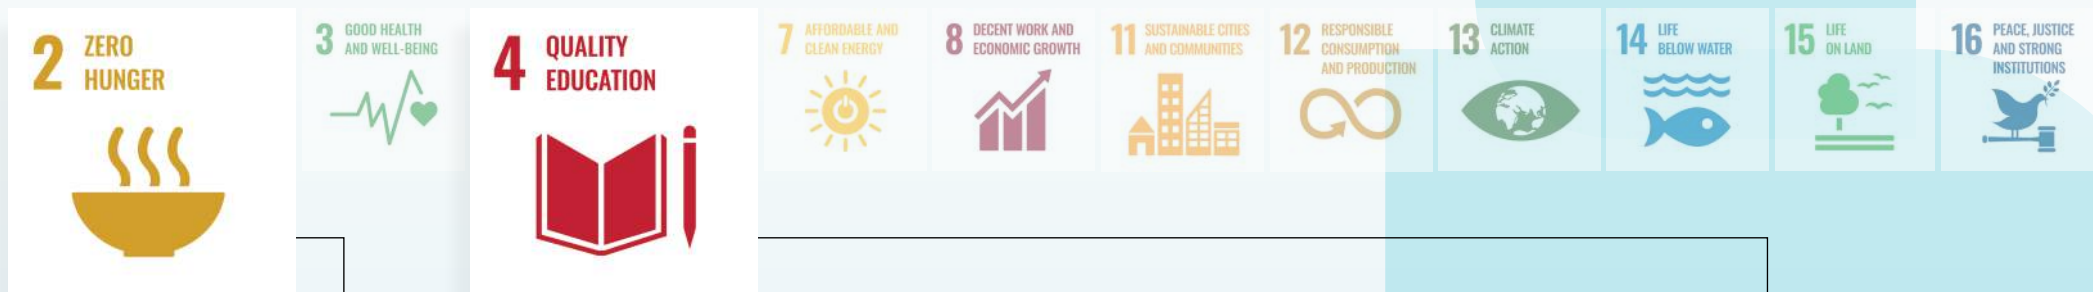 2 ZERO
HUNGER
3 GOOD HEALTH
AND WELL-BEING
4 QUALITY
EDUCATION
7 AFFORDABLE AND
CLEAN ENERGY
8 DECENT WORK AND
ECONOMIC GROWTH
11 SUSTAINABLE CITIES
AND COMMUNITIES
12 RESPONSIBLE
CONSUMPTION
AND PRODUCTION
13 CLIMATE
ACTION
14 LIFE
BELOW WATER
15 LIFE
ON LAND
16 PEACE, JUSTICE
AND STRONG
INSTITUTIONS